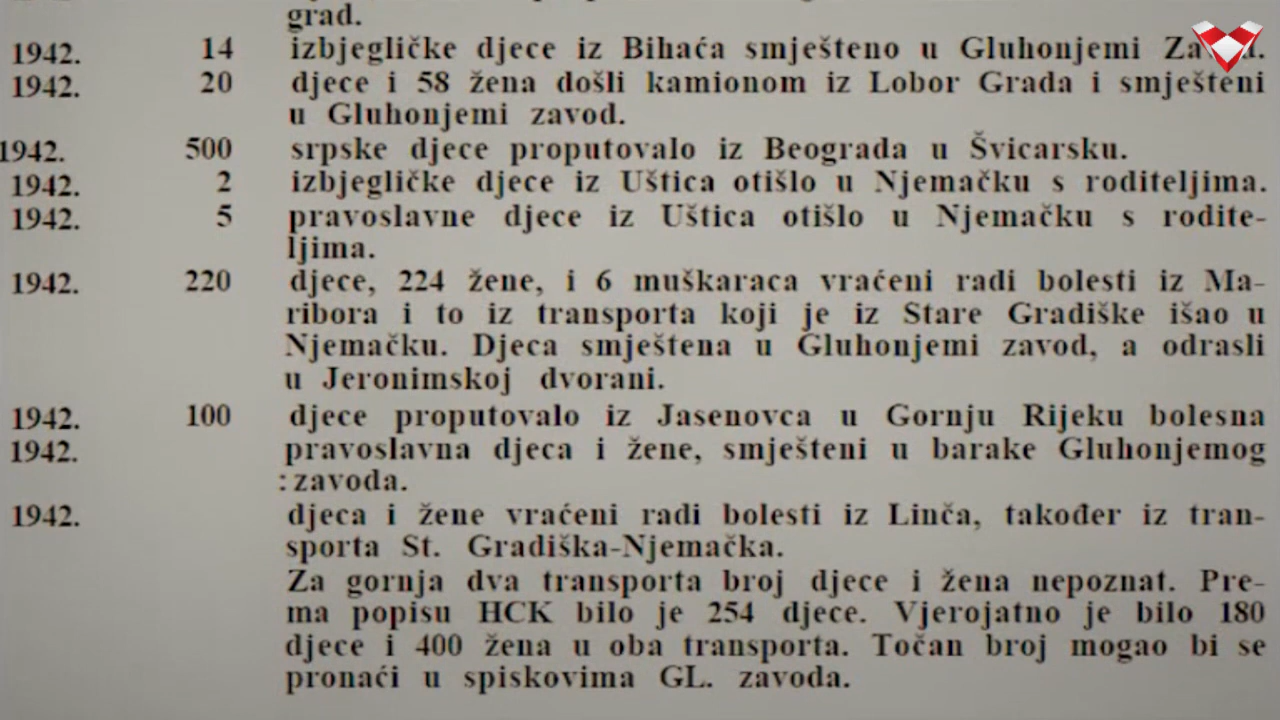 grad.
1942. 14 izbjegličke djece iz Bihaća smješteno u Gluhonjemi
1942. 20 djece i 58 žena došli kamionom iz Lobor Grada i smješteni
u Gluhonjemi zavod.
1942. 500 srpske djece proputovalo iz Beograda u Švicarsku.
1942. 2 izbjegličke djece iz Uštica otišlo u Njemačku s roditeljima.
1942. 5 pravoslavne djece iz Uštica otišlo u Njemačku s rodite-
ljima.
1942. 220 djece, 224 žene, i 6 muškaraca vraćeni radi bolesti iz Ma-
ribora i to iz transporta koji je iz Stare Gradiške išao u
Njemačku. Djeca smještena u Gluhonjemi zavod, a odrasli
u Jeronimskoj dvorani.
1942. 100 djece proputovalo iz Jasenovca u Gornju Rijeku bolesna
1942. pravoslavna djeca i žene, smješteni u barake Gluhonjemog
: zavoda.
1942. djeca i žene vraćeni radi bolesti iz Linča, također iz tran-
sporta St. Gradiška-Njemačka.
Za gornja dva transporta broj djece i žena nepoznat. Pre-
ma popisu HCK bilo je 254 djece. Vjerojatno je bilo 180
djece i 400 žena u oba transporta. Točan broj mogao bi se
pronaći u spiskovima GL. zavoda.